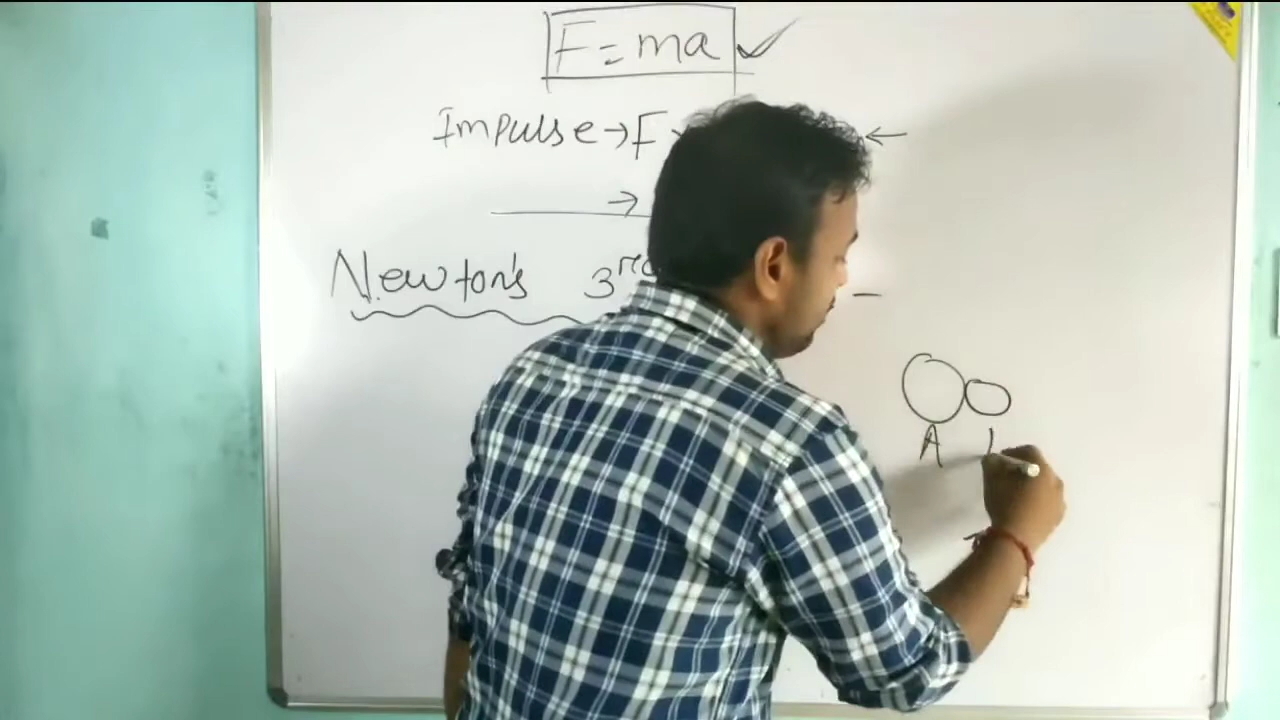 F = ma
Impulse → F
→
Newton's 3rd
A